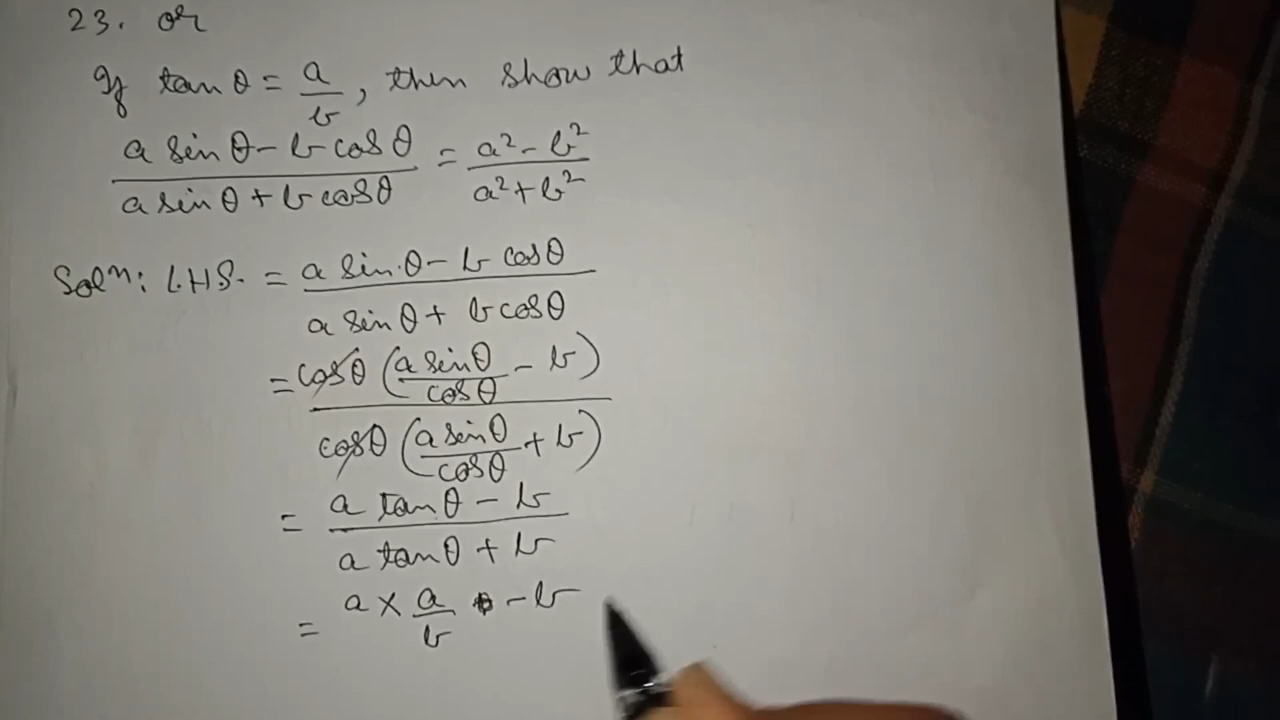 23. or
If tan θ = a/b, then show that
a sin θ - b cos θ / a sin θ + b cos θ = a² - b² / a² + b²
Solⁿ: L.H.S. = a sin θ - b cos θ / a sin θ + b cos θ
= cos θ (a sin θ / cos θ - b) / cos θ (a sin θ / cos θ + b)
= a tan θ - b / a tan θ + b
= a × a/b - b